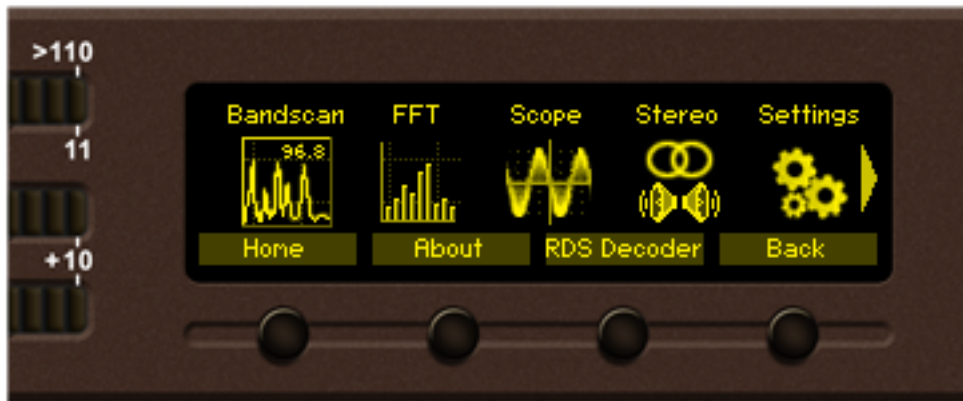 >110
11
+10
Bandscan FFT Scope Stereo Settings
96.8
Home About RDS Decoder Back